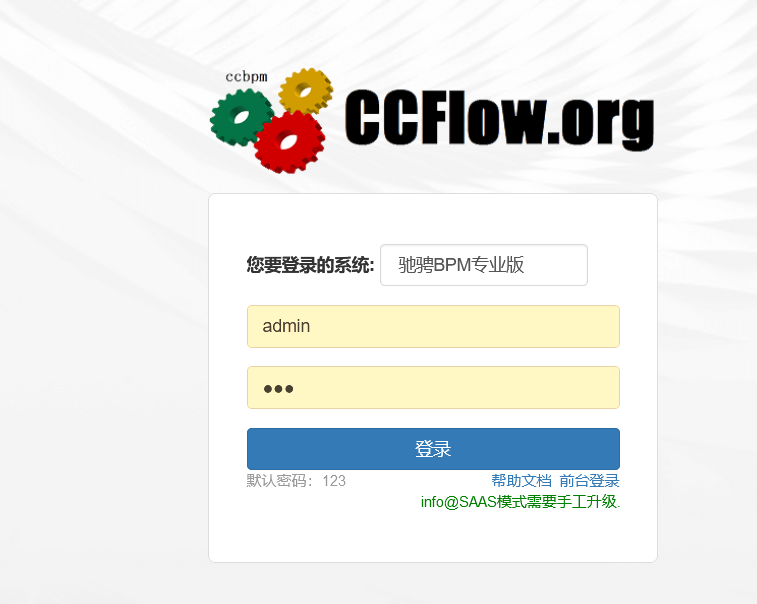 ccbpm
CCFlow.org
您要登录的系统: 驰骋BPM专业版
admin
●●●
登录
默认密码：123 帮助文档 前台登录
info@SAAS模式需要手工升级.